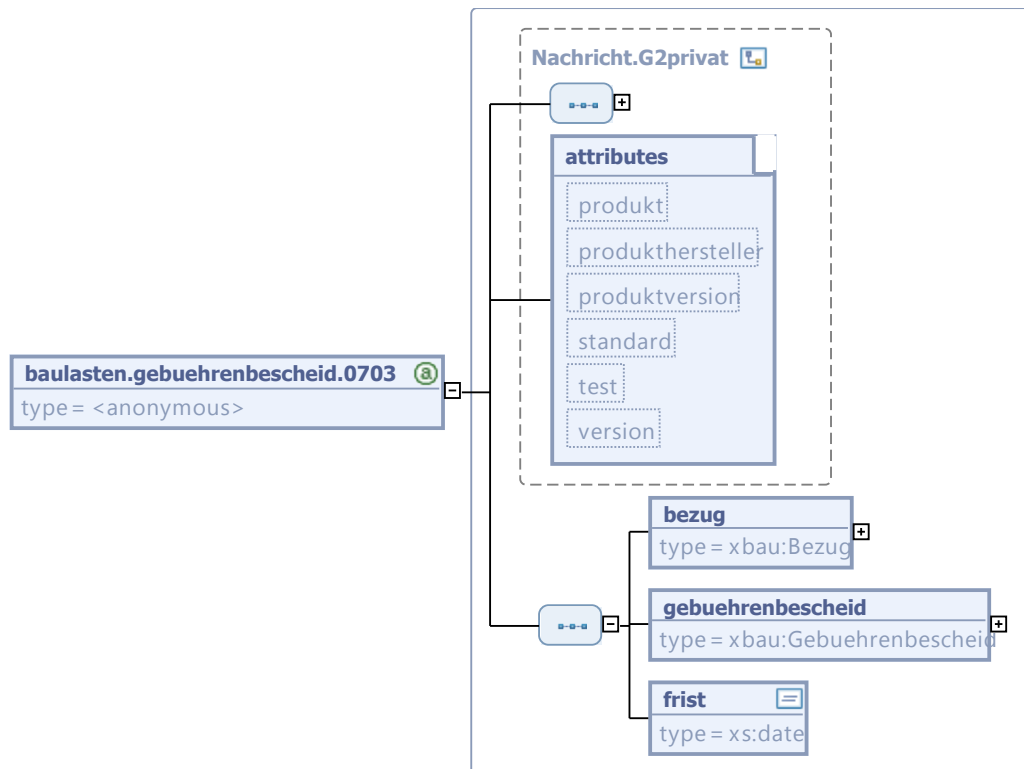 Nachricht.G2privat
attributes
produkt
produkthersteller
produktversion
standard
test
version
baulasten.gebuehrenbescheid.0703 a
type = <anonymous>
bezug
type = xbau:Bezug
gebuehrenbescheid
type = xbau:Gebuehrenbescheid
frist
type = xs:date